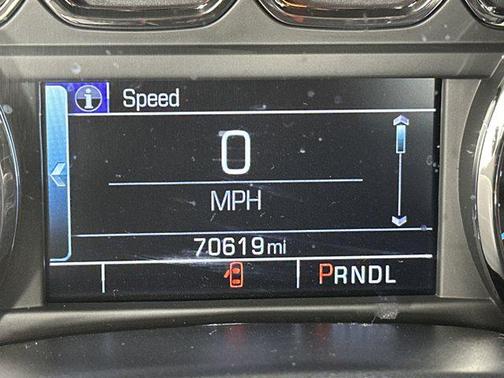 i Speed
0
MPH
70619mi
PRNDL